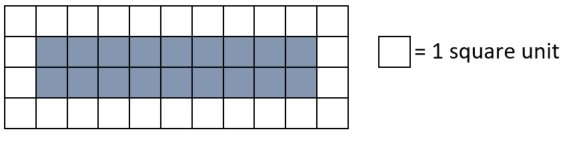 = 1 square unit